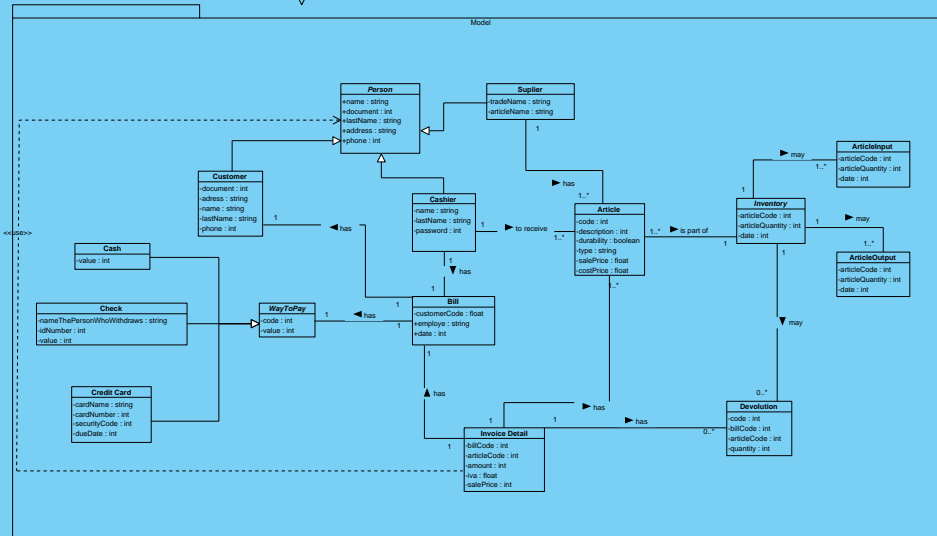 Model
Person
+name : string
+document : int
+lastName : string
+address : string
+phone : int
Suplier
-tradeName : string
-articleName : string
1
has
1..*
Customer
-document : int
-adress : string
-name : string
-lastName : string
-phone : int
1
has
1
Cashier
-name : string
-lastName : string
-password : int
1
to receive
1..*
1
has
1
Article
-code : int
-description : int
-durability : boolean
-type : string
-salePrice : float
-costPrice : float
1..*
is part of
1
1..*
Inventory
-articleCode : int
-articleQuantity : int
-date : int
1
may
1..*
ArticleInput
-articleCode : int
-articleQuantity : int
-date : int
1
may
1..*
ArticleOutput
-articleCode : int
-articleQuantity : int
-date : int
1
may
0..*
<<use>>
Cash
-value : int
Check
-nameThePersonWhoWithdraws : string
-idNumber : int
-value : int
WayToPay
-code : int
-value : int
1
has
1
Bill
-customerCode : float
+employe : string
+date : int
1
has
1
Credit Card
-cardName : string
-cardNumber : int
-securityCode : int
-dueDate : int
1
has
1
has
0..*
Invoice Detail
-billCode : int
-articleCode : int
-amount : int
-iva : float
-salePrice : int
Devolution
-code : int
-billCode : int
-articleCode : int
-quantity : int